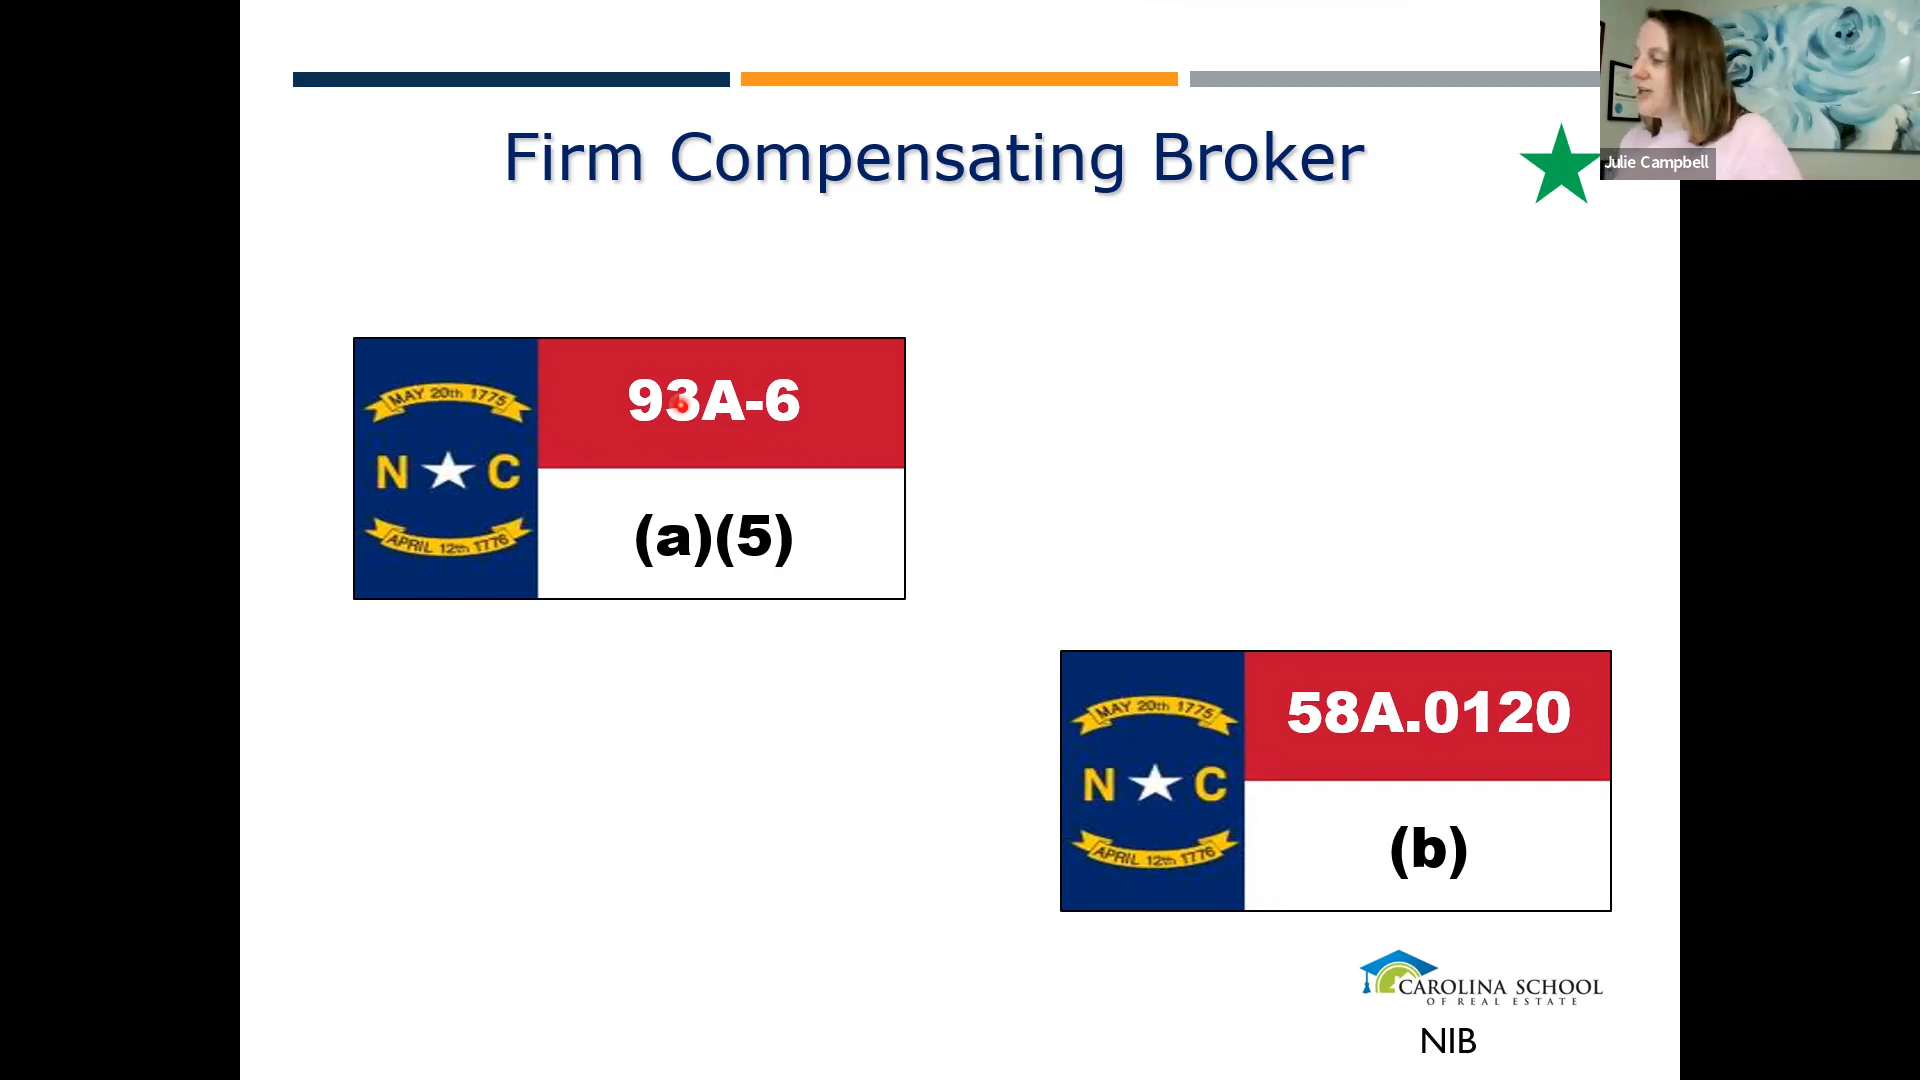 Firm Compensating Broker
Julie Campbell
MAY 20th 1775
N C
APRIL 12th 1776
93A-6
(a)(5)
MAY 20th 1775
N C
APRIL 12th 1776
58A.0120
(b)
CAROLINA SCHOOL
OF REAL ESTATE
NIB